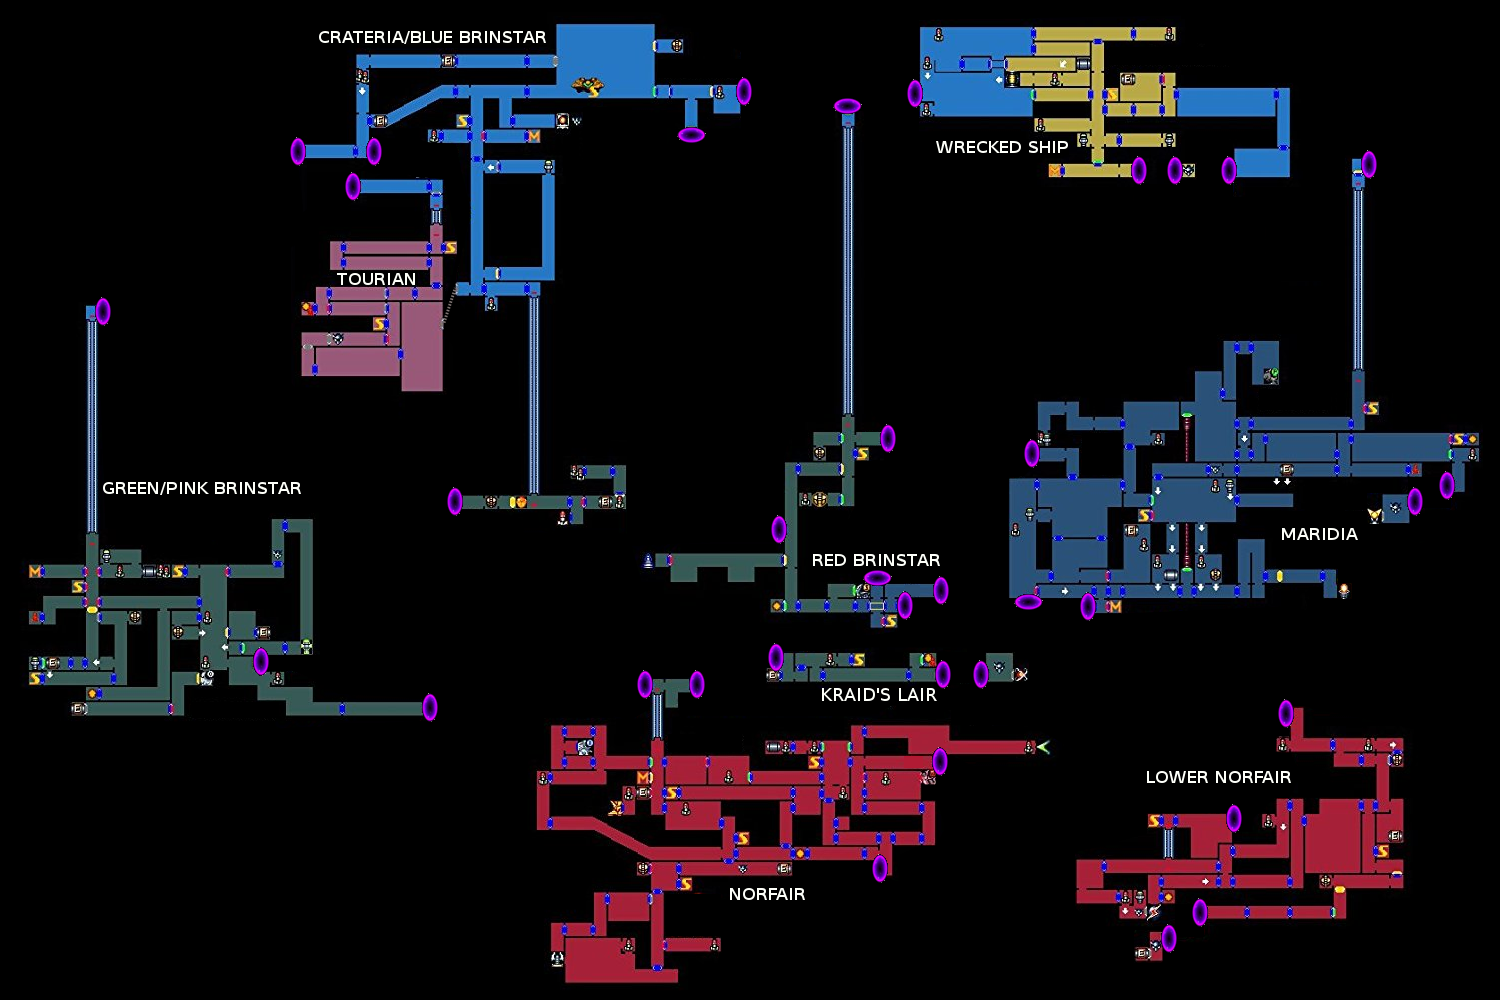 CRATERIA/BLUE BRINSTAR
WRECKED SHIP
TOURIAN
GREEN/PINK BRINSTAR
MARIDIA
RED BRINSTAR
KRAID'S LAIR
LOWER NORFAIR
NORFAIR